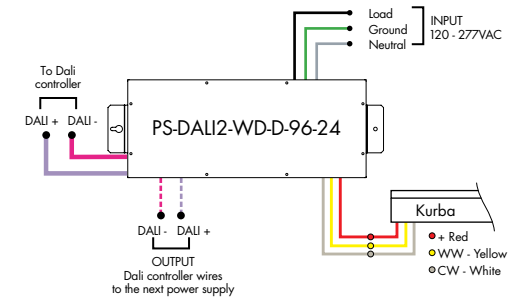 Load
Ground
Neutral
INPUT
120 - 277VAC
To Dali
controller
DALI +
DALI -
PS-DALI2-WD-D-96-24
DALI -
DALI +
OUTPUT
Dali controller wires
to the next power supply
Kurba
+ Red
WW - Yellow
CW - White